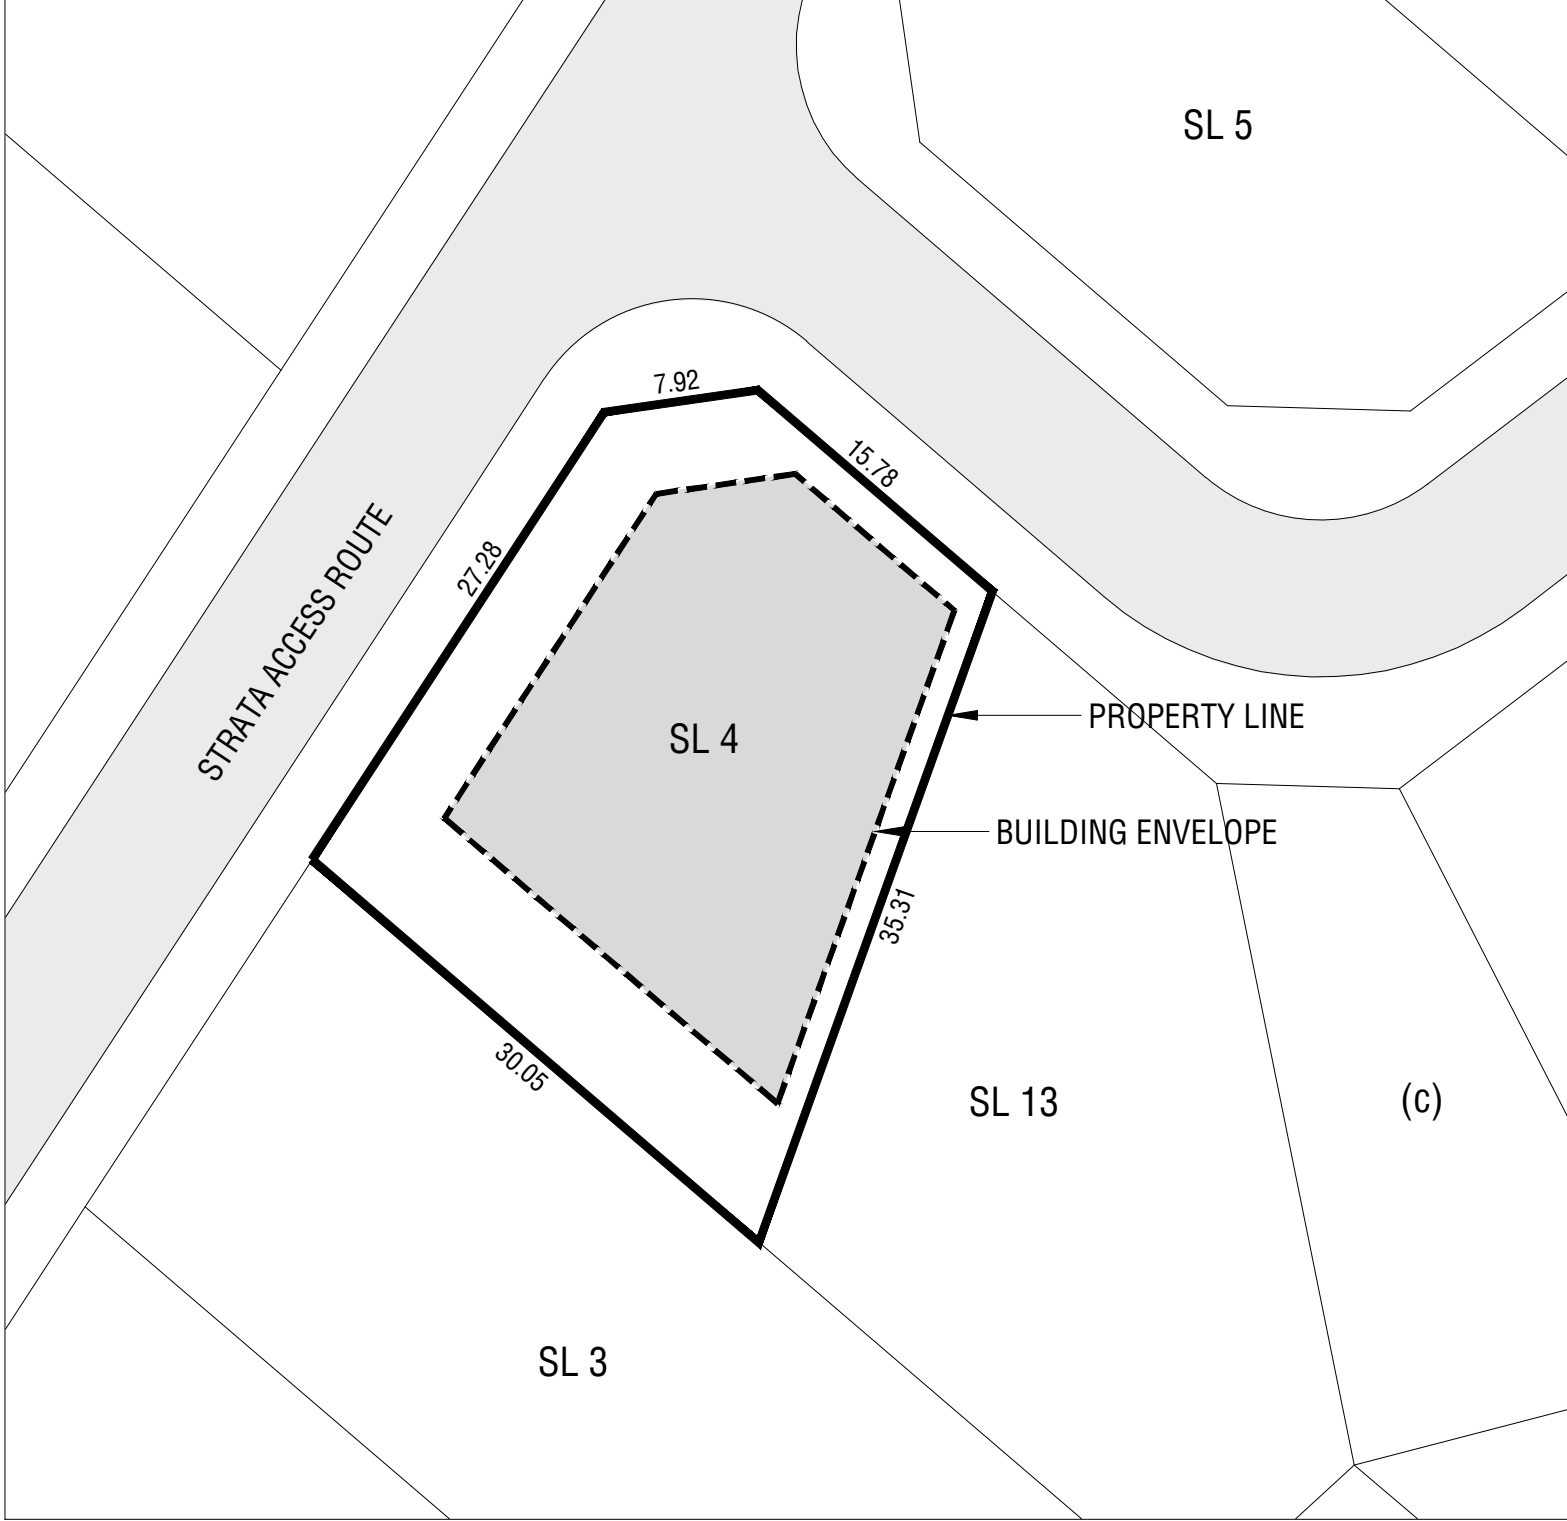 SL 5
7.92
15.78
27.28
STRATA ACCESS ROUTE
SL 4
PROPERTY LINE
BUILDING ENVELOPE
35.31
30.05
SL 13
(c)
SL 3